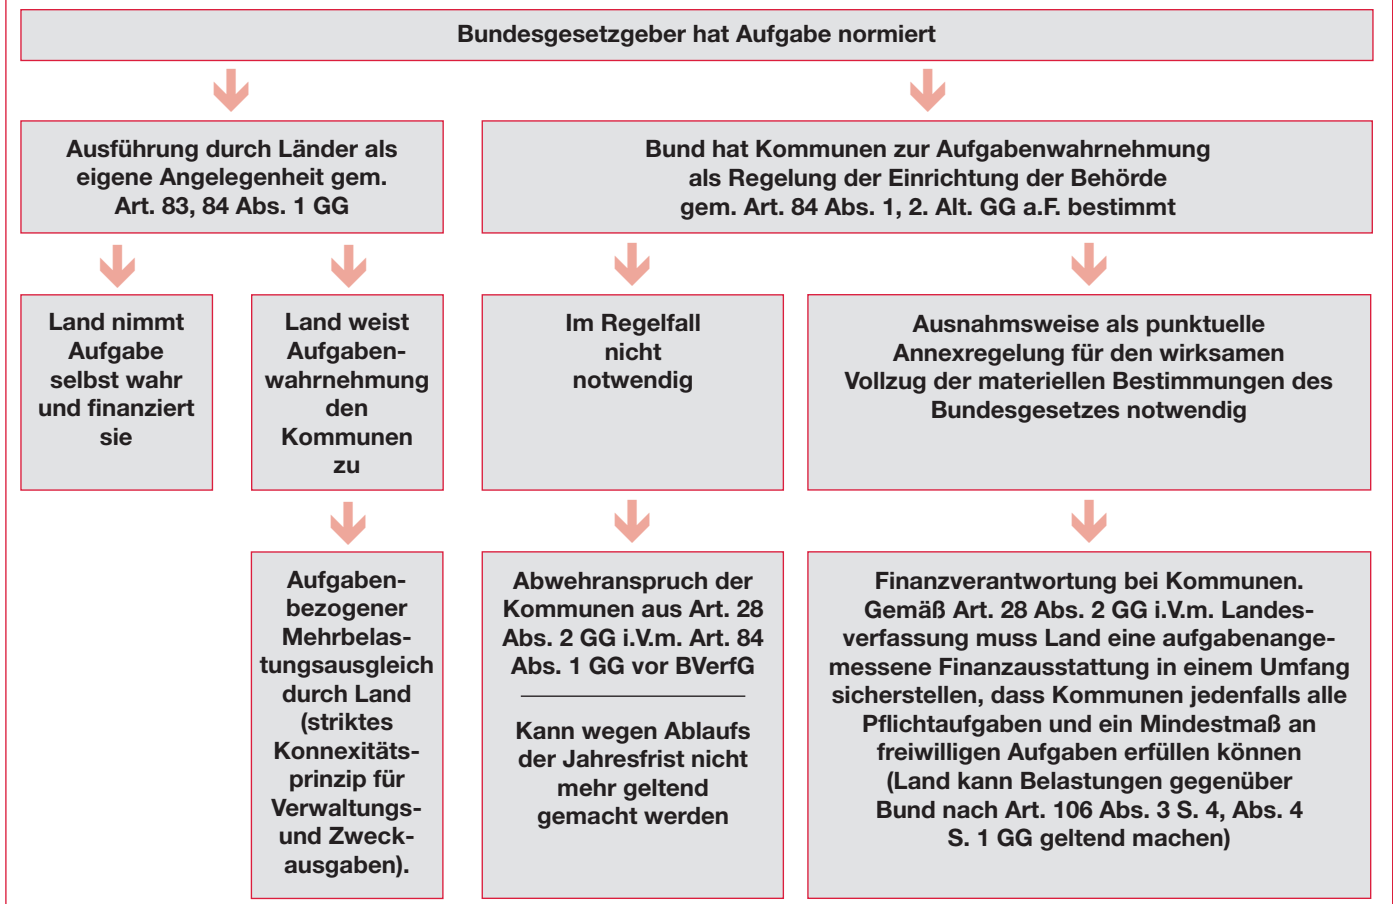 Bundesgesetzgeber hat Aufgabe normiert
Ausführung durch Länder als
eigene Angelegenheit gem.
Art. 83, 84 Abs. 1 GG
Bund hat Kommunen zur Aufgabenwahrnehmung
als Regelung der Einrichtung der Behörde
gem. Art. 84 Abs. 1, 2. Alt. GG a.F. bestimmt
Land nimmt
Aufgabe
selbst wahr
und finanziert
sie
Land weist
Aufgaben-
wahrnehmung
den
Kommunen
zu
Im Regelfall
nicht
notwendig
Ausnahmsweise als punktuelle
Annexregelung für den wirksamen
Vollzug der materiellen Bestimmungen des
Bundesgesetzes notwendig
Aufgaben-
bezogener
Mehrbelas-
tungsausgleich
durch Land
(striktes
Konnexitäts-
prinzip für
Verwaltungs-
und Zweck-
ausgaben).
Abwehranspruch der
Kommunen aus Art. 28
Abs. 2 GG i.V.m. Art. 84
Abs. 1 GG vor BVerfG
Kann wegen Ablaufs
der Jahresfrist nicht
mehr geltend
gemacht werden
Finanzverantwortung bei Kommunen.
Gemäß Art. 28 Abs. 2 GG i.V.m. Landes-
verfassung muss Land eine aufgabenange-
messene Finanzausstattung in einem Umfang
sicherstellen, dass Kommunen jedenfalls alle
Pflichtaufgaben und ein Mindestmaß an
freiwilligen Aufgaben erfüllen können
(Land kann Belastungen gegenüber
Bund nach Art. 106 Abs. 3 S. 4, Abs. 4
S. 1 GG geltend machen)